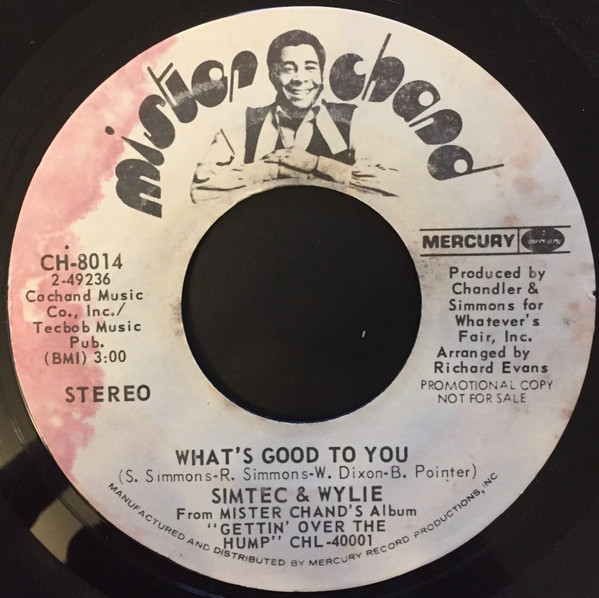 mister chand
MERCURY mercury
CH-8014
2-49236
Cachand Music
Co., Inc./
Tecbob Music
Pub.
(BMI) 3:00
STEREO
Produced by
Chandler &
Simmons for
Whatever's
Fair, Inc.
Arranged by
Richard Evans
PROMOTIONAL COPY
NOT FOR SALE
WHAT'S GOOD TO YOU
(S. Simmons-R. Simmons-W. Dixon-B. Pointer)
SIMTEC & WYLIE
From MISTER CHAND'S Album
"GETTIN' OVER THE
HUMP" CHL-40001
MANUFACTURED AND DISTRIBUTED BY MERCURY RECORD PRODUCTIONS, INC